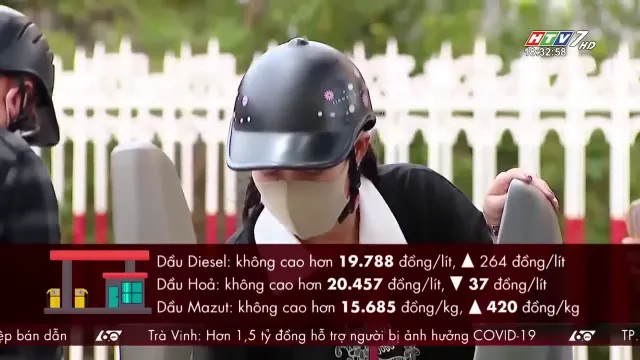 HTV7 HD
18:32:58
Dầu Diesel: không cao hơn 19.788 đồng/lít, ▲ 264 đồng/lít
Dầu Hoả: không cao hơn 20.457 đồng/lít, ▼ 37 đồng/lít
Dầu Mazut: không cao hơn 15.685 đồng/kg, ▲ 420 đồng/kg
ệp bán dẫn 60 Trà Vinh: Hơn 1,5 tỷ đồng hỗ trợ người bị ảnh hưởng COVID-19 60 TP